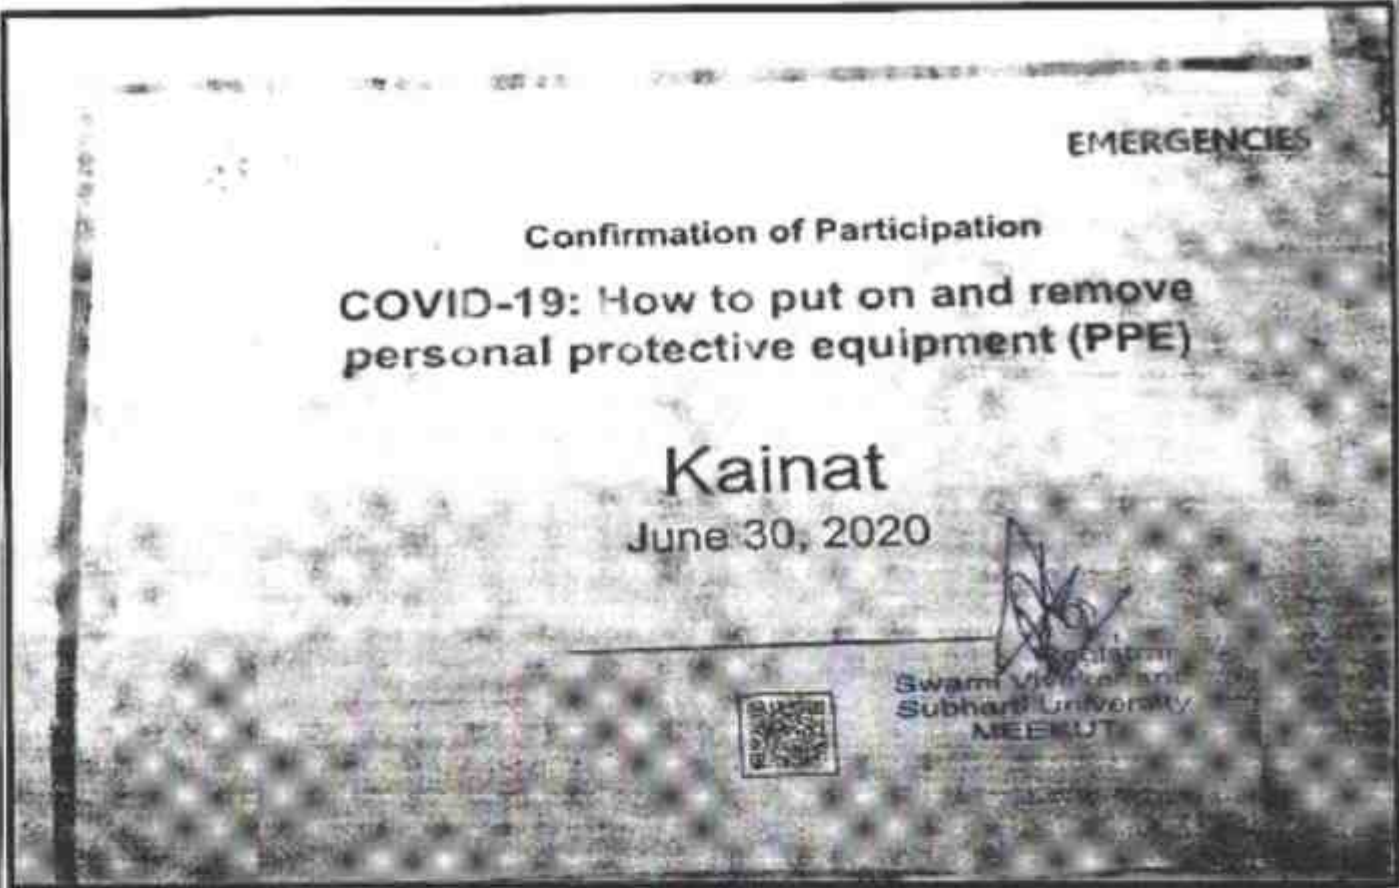 EMERGENCIES
Confirmation of Participation
COVID-19: How to put on and remove
personal protective equipment (PPE)
Kainat
June 30, 2020
Swami
Subharti University
MEERUT